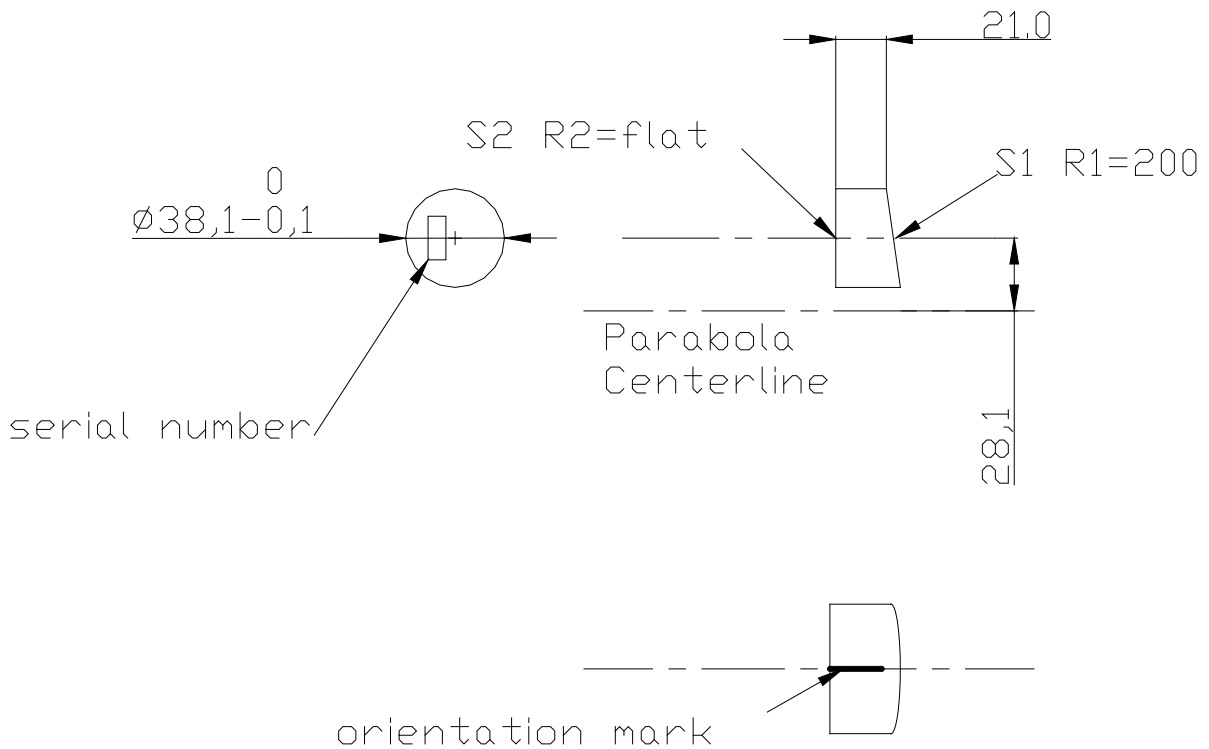 21.0
S2 R2=flat
S1 R1=200
0
Ø38,1-0,1
Parabola
Centerline
serial number
28,1
orientation mark